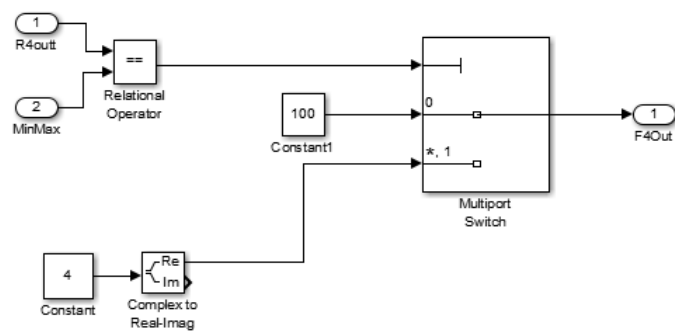 1
R4outt
2
MinMax
==
Relational
Operator
100
Constant1
0
*, 1
Multiport
Switch
1
F4Out
4
Constant
Re
Im
Complex to
Real-Imag